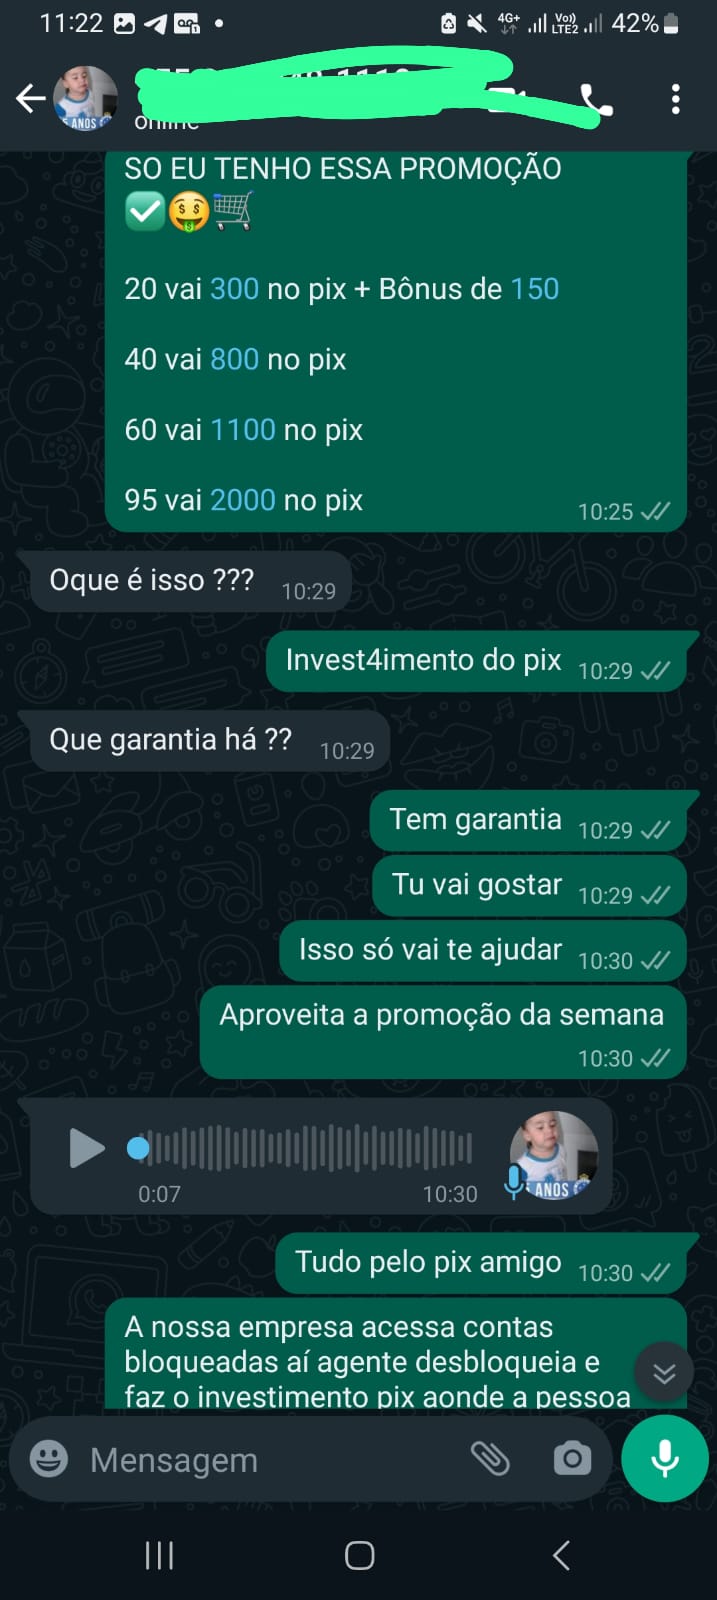 11:22
4G+ Vo)) LTE2 42%
online
SO EU TENHO ESSA PROMOÇÃO
✅🤑🛒
20 vai 300 no pix + Bônus de 150
40 vai 800 no pix
60 vai 1100 no pix
95 vai 2000 no pix
10:25
Oque é isso ??? 10:29
Invest4imento do pix 10:29
Que garantia há ?? 10:29
Tem garantia 10:29
Tu vai gostar 10:29
Isso só vai te ajudar 10:30
Aproveita a promoção da semana
10:30
ANOS
0:07 10:30
Tudo pelo pix amigo 10:30
A nossa empresa acessa contas
bloqueadas aí agente desbloqueia e
faz o investimento pix aonde a pessoa
Mensagem